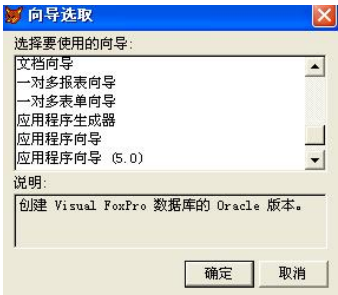 向导选取
选择要使用的向导:
文档向导
一对多报表向导
一对多表单向导
应用程序生成器
应用程序向导
应用程序向导 (5.0)
说明:
创建 Visual FoxPro 数据库的 Oracle 版本。
确定
取消